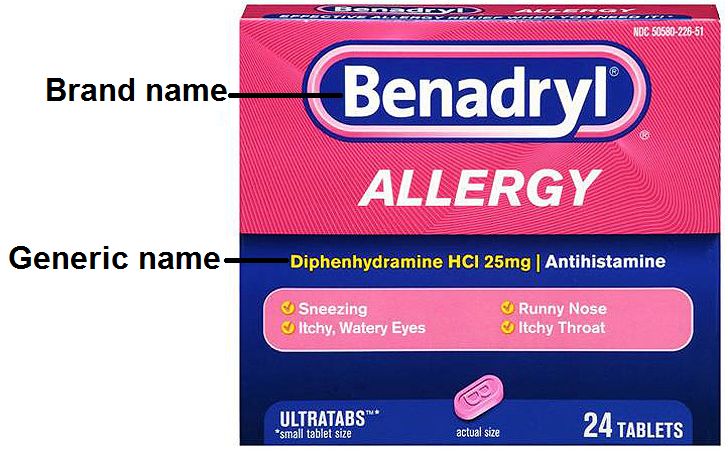 EFFECTIVE ALLERGY RELIEF WHEN YOU NEED IT!*
NDC 50580-226-51
Brand name
Benadryl®
®
ALLERGY
Generic name
Diphenhydramine HCl 25mg | Antihistamine
Sneezing
Runny Nose
Itchy, Watery Eyes
Itchy Throat
ULTRATABS™*
*small tablet size
actual size
24 TABLETS